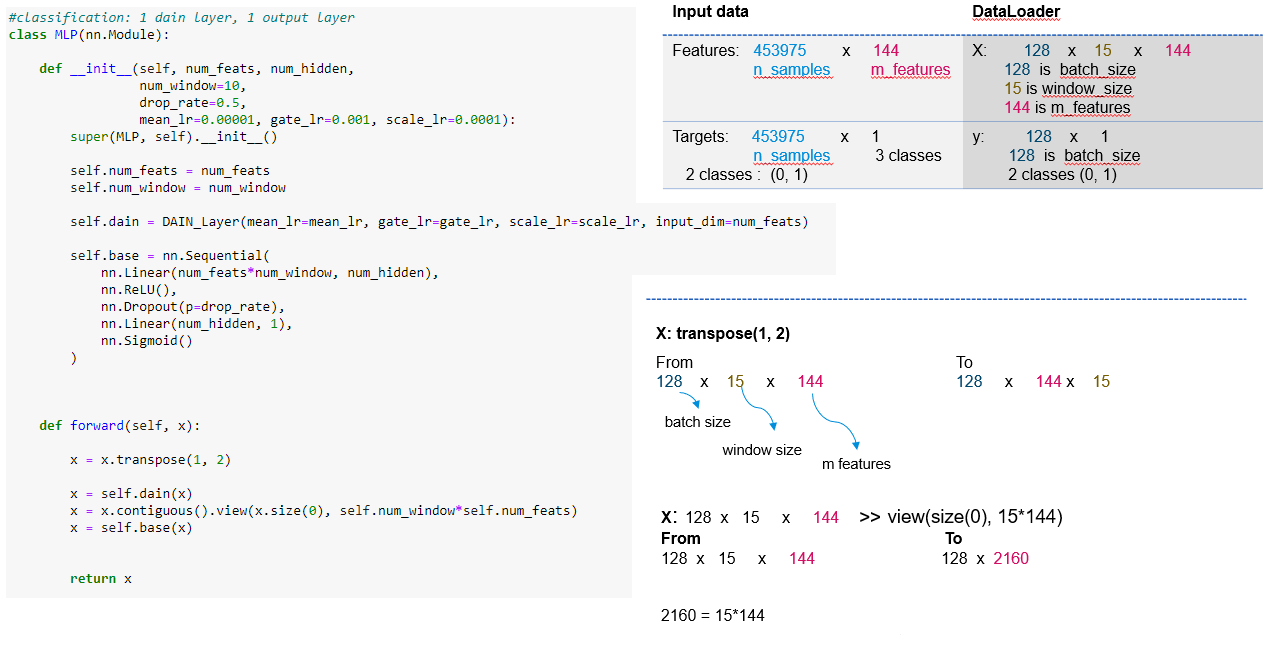 #classification: 1 dain layer, 1 output layer
class MLP(nn.Module):
def __init__(self, num_feats, num_hidden,
num_window=10,
drop_rate=0.5,
mean_lr=0.00001, gate_lr=0.001, scale_lr=0.0001):
super(MLP, self).__init__()
self.num_feats = num_feats
self.num_window = num_window
self.dain = DAIN_Layer(mean_lr=mean_lr, gate_lr=gate_lr, scale_lr=scale_lr, input_dim=num_feats)
self.base = nn.Sequential(
nn.Linear(num_feats*num_window, num_hidden),
nn.ReLU(),
nn.Dropout(p=drop_rate),
nn.Linear(num_hidden, 1),
nn.Sigmoid()
)
def forward(self, x):
x = x.transpose(1, 2)
x = self.dain(x)
x = x.contiguous().view(x.size(0), self.num_window*self.num_feats)
x = self.base(x)
return x
Input data
DataLoader
Features: 453975 x 144
n_samples m_features
X: 128 x 15 x 144
128 is batch_size
15 is window_size
144 is m_features
Targets: 453975 x 1
n_samples 3 classes
2 classes : (0, 1)
y: 128 x 1
128 is batch_size
2 classes (0, 1)
X: transpose(1, 2)
From To
128 x 15 x 144 128 x 144 x 15
batch size
window size
m features
X: 128 x 15 x 144 >> view(size(0), 15*144)
From To
128 x 15 x 144 128 x 2160
2160 = 15*144